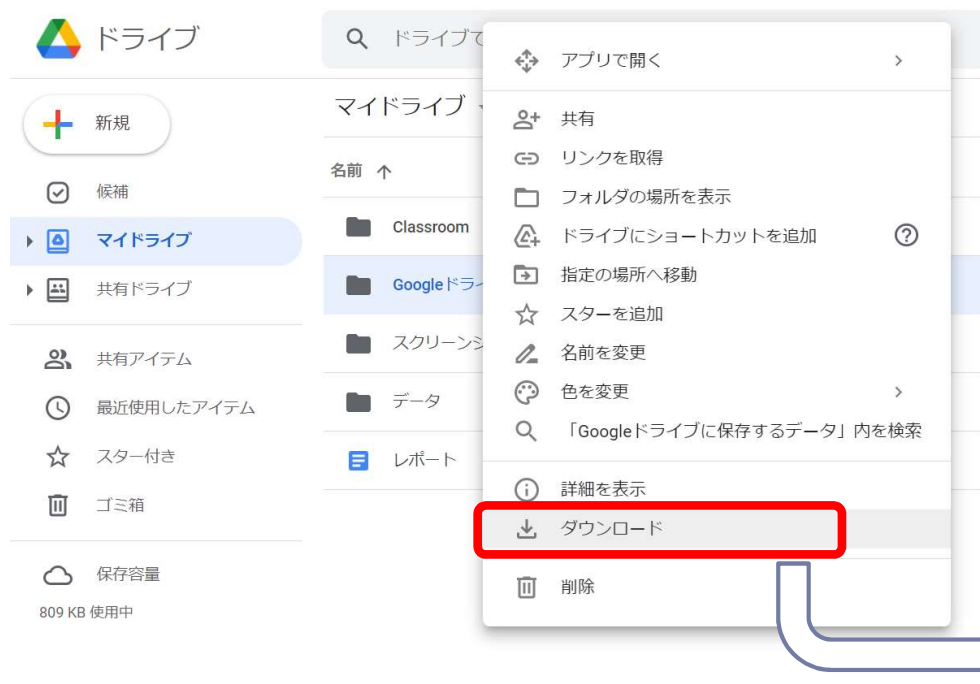 ドライブ
ドライブで
新規
候補
マイドライブ
共有ドライブ
共有アイテム
最近使用したアイテム
スター付き
ゴミ箱
保存容量
809 KB 使用中
マイドライブ
名前
Classroom
Googleドライ
スクリーンシ
データ
レポート
アプリで開く
共有
リンクを取得
フォルダの場所を表示
ドライブにショートカットを追加
指定の場所へ移動
スターを追加
名前を変更
色を変更
「Googleドライブに保存するデータ」内を検索
詳細を表示
ダウンロード
削除